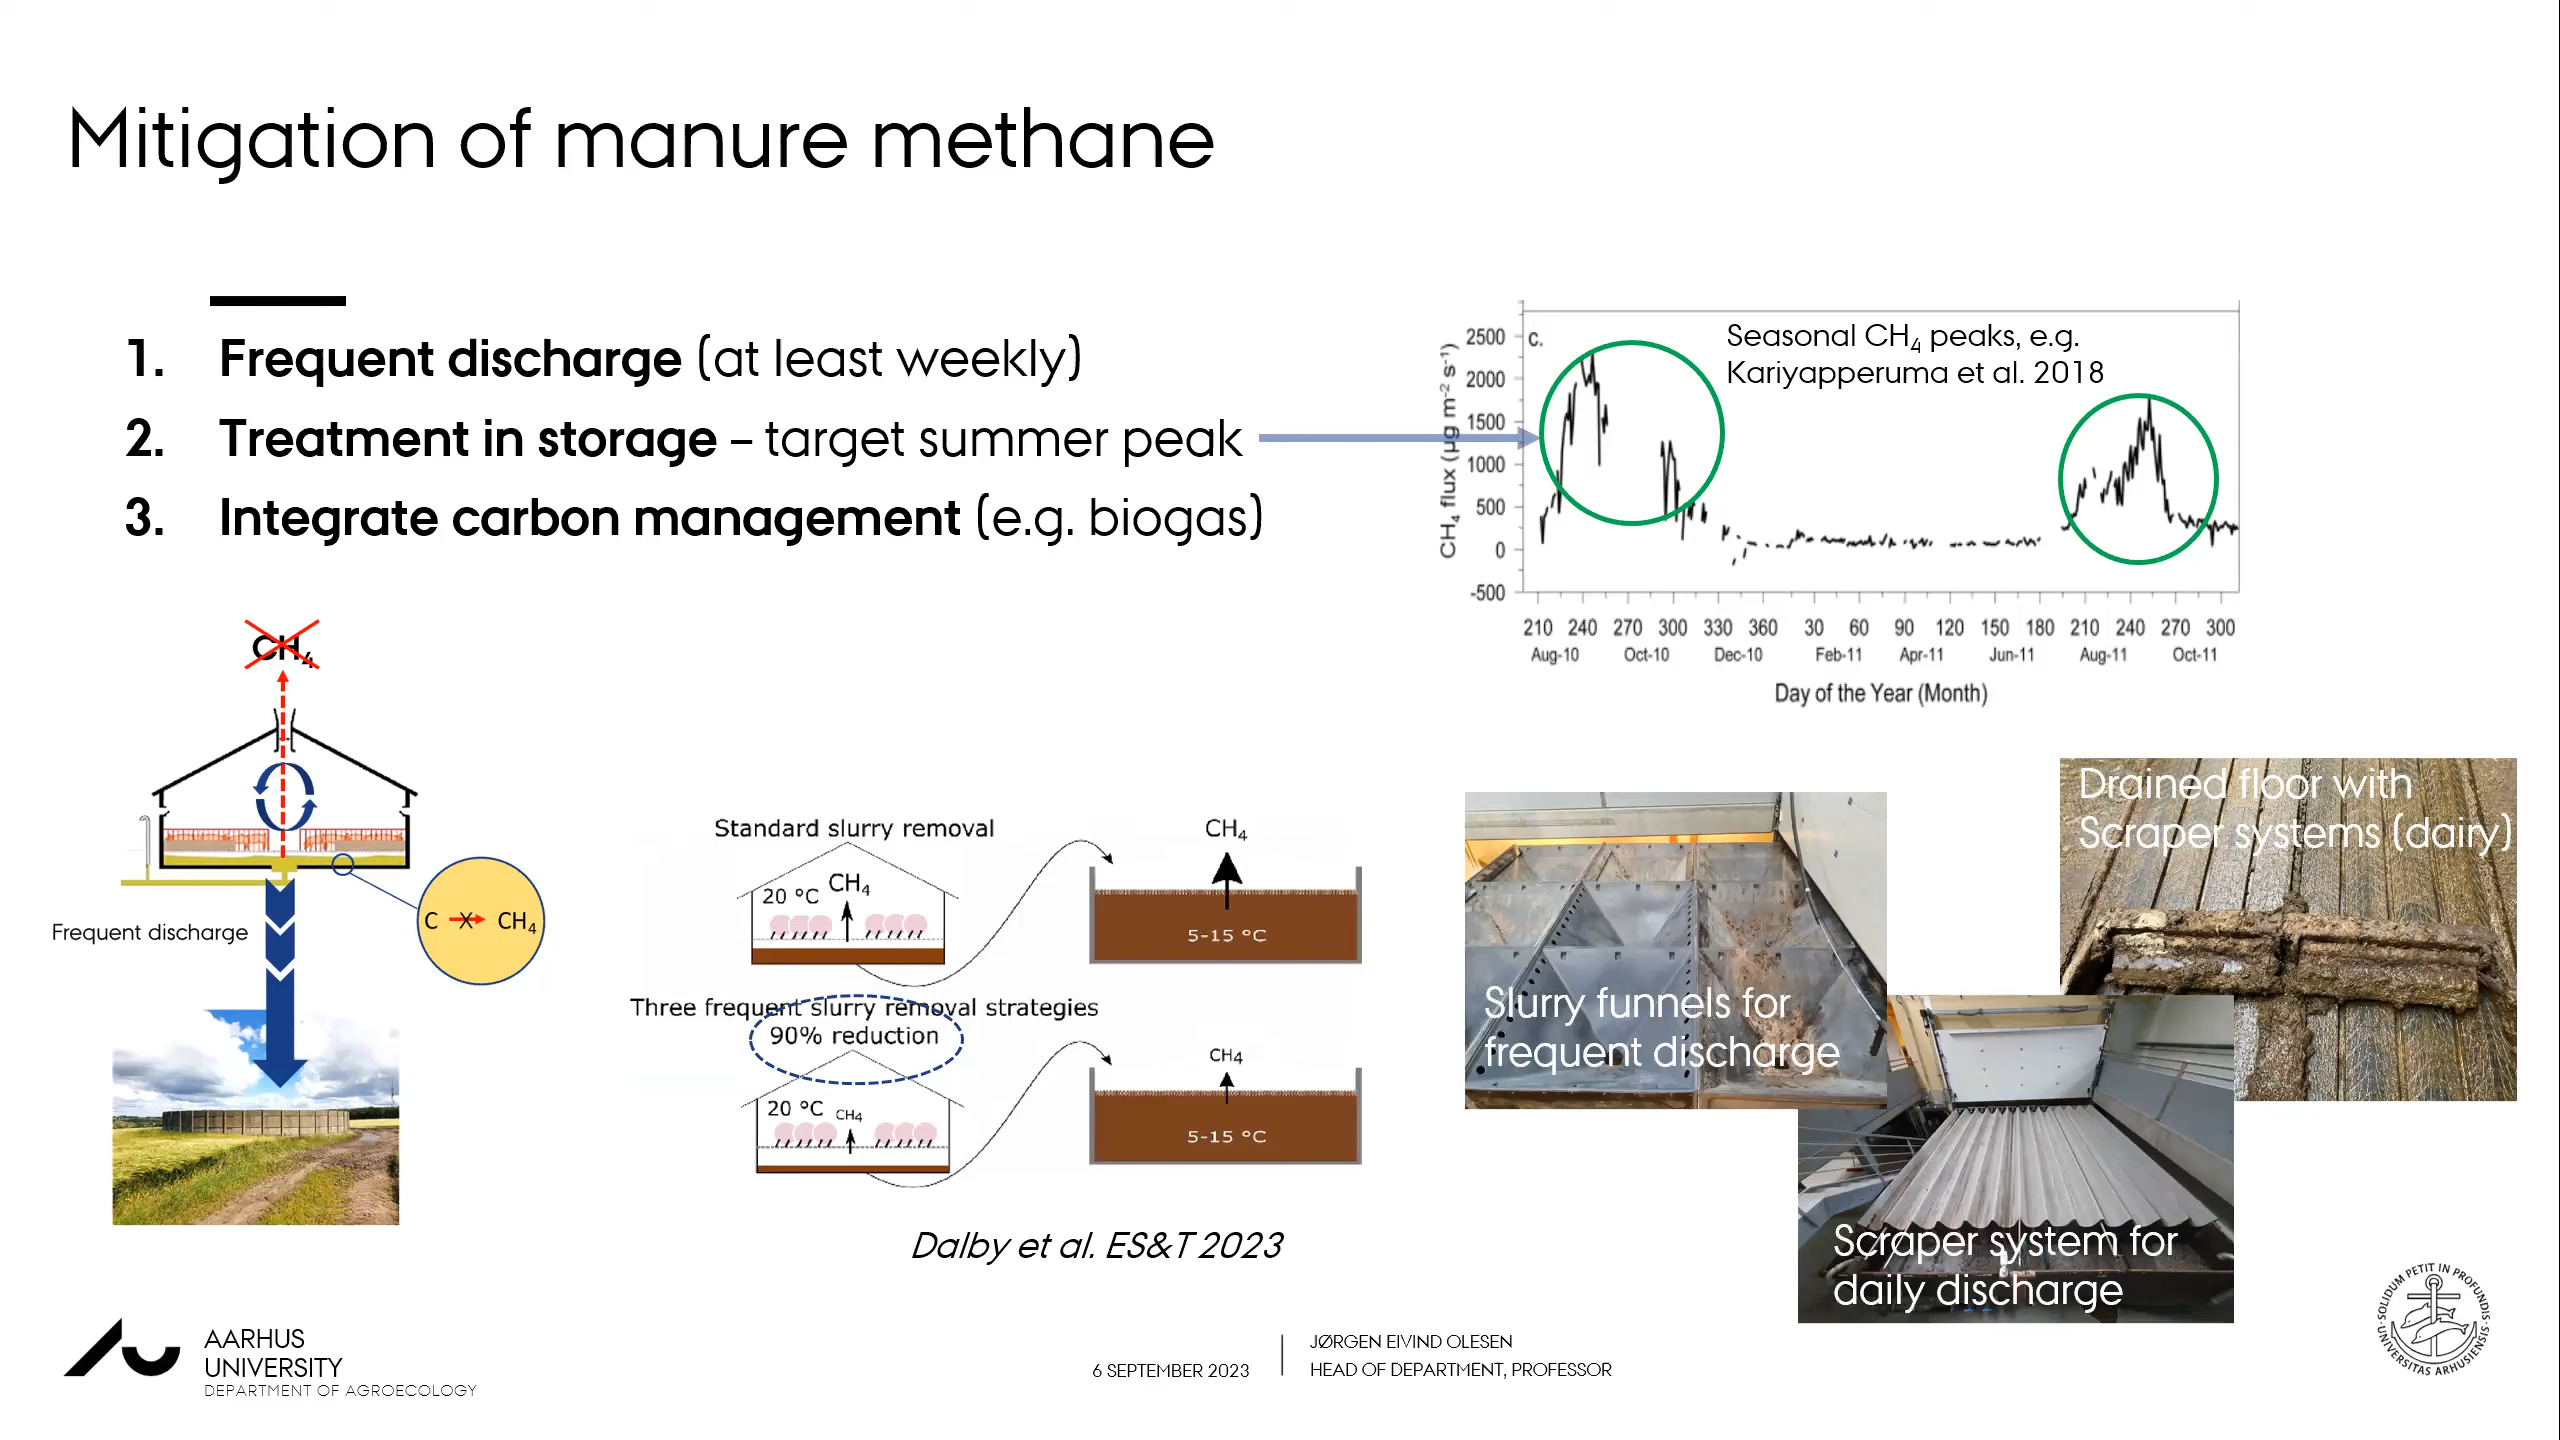 Mitigation of manure methane
1. Frequent discharge (at least weekly)
2. Treatment in storage – target summer peak
3. Integrate carbon management (e.g. biogas)
c.
Seasonal CH₄ peaks, e.g.
Kariyapperuma et al. 2018
CH₄ flux (µg m⁻² s⁻¹)
2500
2000
1500
1000
500
0
-500
210 240 270 300 330 360 30 60 90 120 150 180 210 240 270 300
Aug-10 Oct-10 Dec-10 Feb-11 Apr-11 Jun-11 Aug-11 Oct-11
Day of the Year (Month)
CH₄
C X CH₄
Frequent discharge
Standard slurry removal
20 °C CH₄
CH₄
5-15 °C
Three frequent slurry removal strategies
90% reduction
20 °C CH₄
CH₄
5-15 °C
Dalby et al. ES&T 2023
Slurry funnels for
frequent discharge
Drained floor with
Scraper systems (dairy)
Scraper system for
daily discharge
AARHUS
UNIVERSITY
DEPARTMENT OF AGROECOLOGY
6 SEPTEMBER 2023
JØRGEN EIVIND OLESEN
HEAD OF DEPARTMENT, PROFESSOR
SOLIDUM PETIT IN PROFUNDIS
UNIVERSITAS ARHUSIENSIS